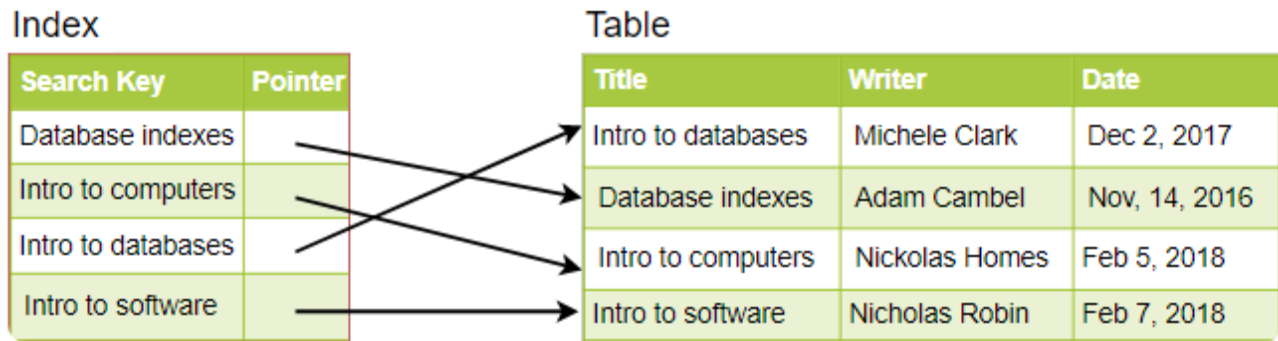 Index
Table
Search Key Pointer
Title Writer Date
Database indexes
Intro to databases Michele Clark Dec 2, 2017
Intro to computers
Database indexes Adam Cambel Nov, 14, 2016
Intro to databases
Intro to computers Nickolas Homes Feb 5, 2018
Intro to software
Intro to software Nicholas Robin Feb 7, 2018